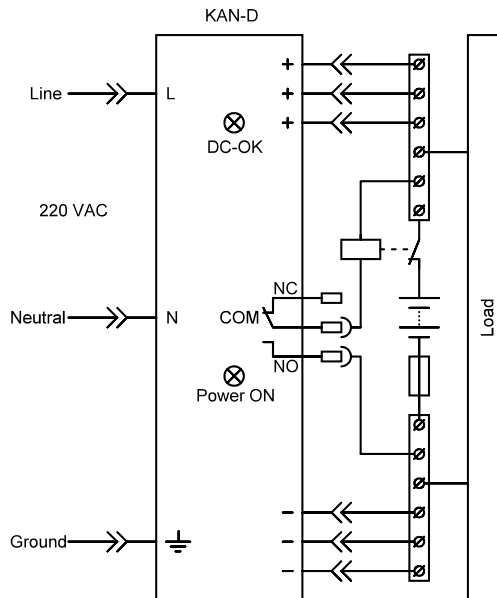 KAN-D
Line
L
+
+
+
DC-OK
220 VAC
NC
Neutral
N
COM
NO
Power ON
Load
Ground
−
−
−